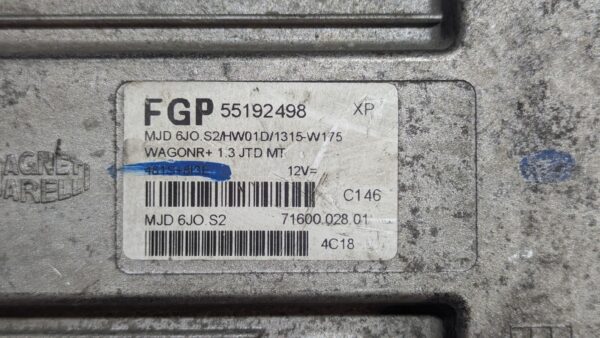 FGP 55192498 XP
MJD 6JO S2/HW01D/1315-W175
WAGONR+ 1.3 JTD MT
12V=
C146
MJD 6JO S2 71600.028.01
4C18
MAGNETI
MARELLI